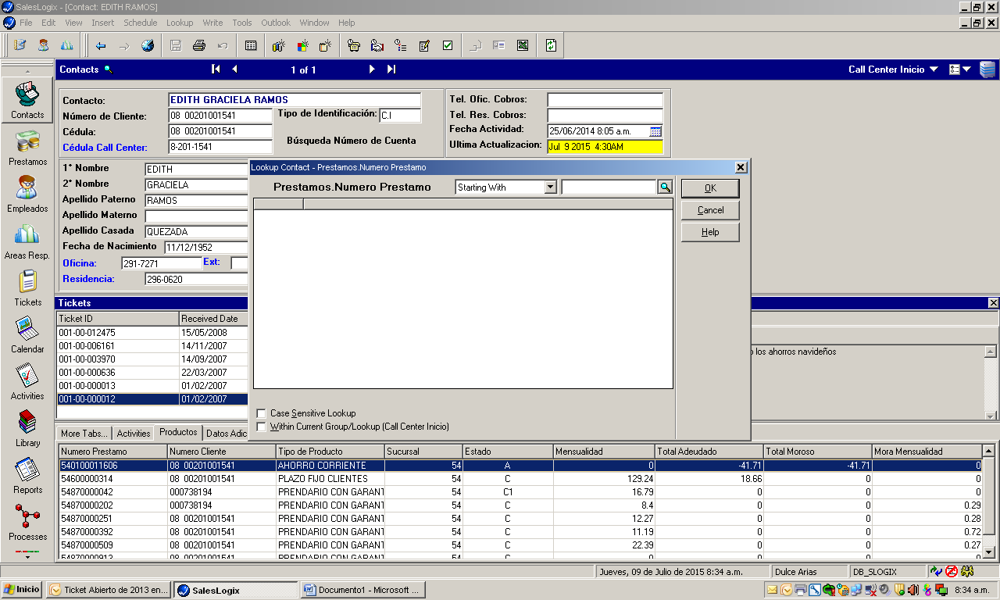 SalesLogix - [Contact: EDITH RAMOS]
File Edit View Insert Schedule Lookup Write Tools Outlook Window Help
Contacts 1 of 1 Call Center Inicio
Contacts
Prestamos
Empleados
Areas Resp.
Tickets
Calendar
Activities
Library
Reports
Processes
Contacto: EDITH GRACIELA RAMOS
Número de Cliente: 08 00201001541 Tipo de Identificación: C.I
Cédula: 08 00201001541
Búsqueda Número de Cuenta
Cédula Call Center: 8-201-1541
Tel. Ofic. Cobros:
Tel. Res. Cobros:
Fecha Actividad: 25/06/2014 8:05 a.m.
Ultima Actualizacion: Jul 9 2015 4:30AM
1° Nombre EDITH
2° Nombre GRACIELA
Apellido Paterno RAMOS
Apellido Materno
Apellido Casada QUEZADA
Fecha de Nacimiento 11/12/1952
Oficina: 291-7271 Ext:
Residencia: 296-0620
Lookup Contact - Prestamos.Numero Prestamo
Prestamos.Numero Prestamo Starting With
OK
Cancel
Help
Case Sensitive Lookup
Within Current Group/Lookup (Call Center Inicio)
Tickets
Ticket ID Received Date
001-00-012475 15/05/2008
001-00-006161 14/11/2007
001-00-003970 14/09/2007
001-00-000636 22/03/2007
001-00-000013 01/02/2007
001-00-000012 01/02/2007
los ahorros navideños
More Tabs... Activities Productos Datos Adic
Numero Prestamo Numero Cliente Tipo de Producto Sucursal Estado Mensualidad Total Adeudado Total Moroso Mora Mensualidad
540100011606 08 00201001541 AHORRO CORRIENTE 54 A 0 -41.71 -41.71 0
54600000314 08 00201001541 PLAZO FIJO CLIENTES 54 C 129.24 18.66 0 0
54870000042 000738194 PRENDARIO CON GARANT 54 C1 16.79 0 0 0
54870000202 000738194 PRENDARIO CON GARANT 54 C 8.4 0 0 0.29
54870000251 08 00201001541 PRENDARIO CON GARANT 54 C 12.27 0 0 0.28
54870000392 08 00201001541 PRENDARIO CON GARANT 54 C 11.19 0 0 0.72
54870000509 08 00201001541 PRENDARIO CON GARANT 54 C 22.39 0 0 0.27
Jueves, 09 de Julio de 2015 8:34 a.m. Dulce Arias DB_SLOGIX
Inicio Ticket Abierto de 2013 en... SalesLogix Documento1 - Microsoft ... 8:34 a.m.